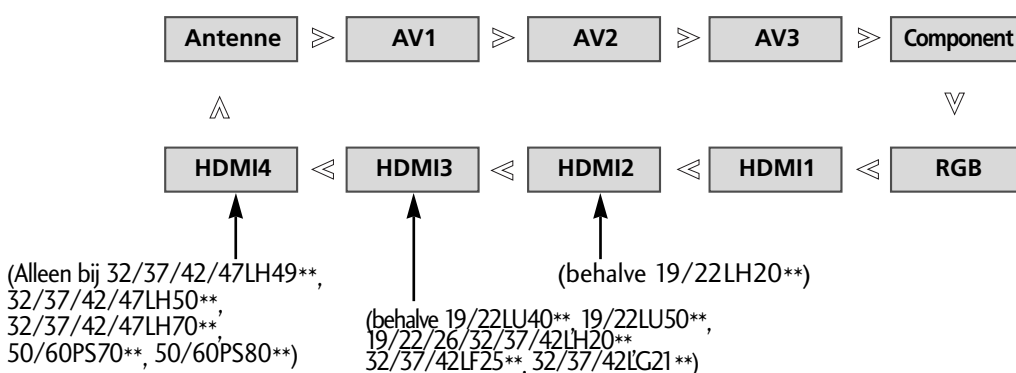 Antenne AV1 AV2 AV3 Component
HDMI4 HDMI3 HDMI2 HDMI1 RGB
(Alleen bij 32/37/42/47LH49**,
32/37/42/47LH50**,
32/37/42/47LH70**,
50/60PS70**, 50/60PS80**)
(behalve 19/22LU40**, 19/22LU50**,
19/22/26/32/37/42LH20**,
32/37/42LF25**, 32/37/42LG21**)
(behalve 19/22LH20**)